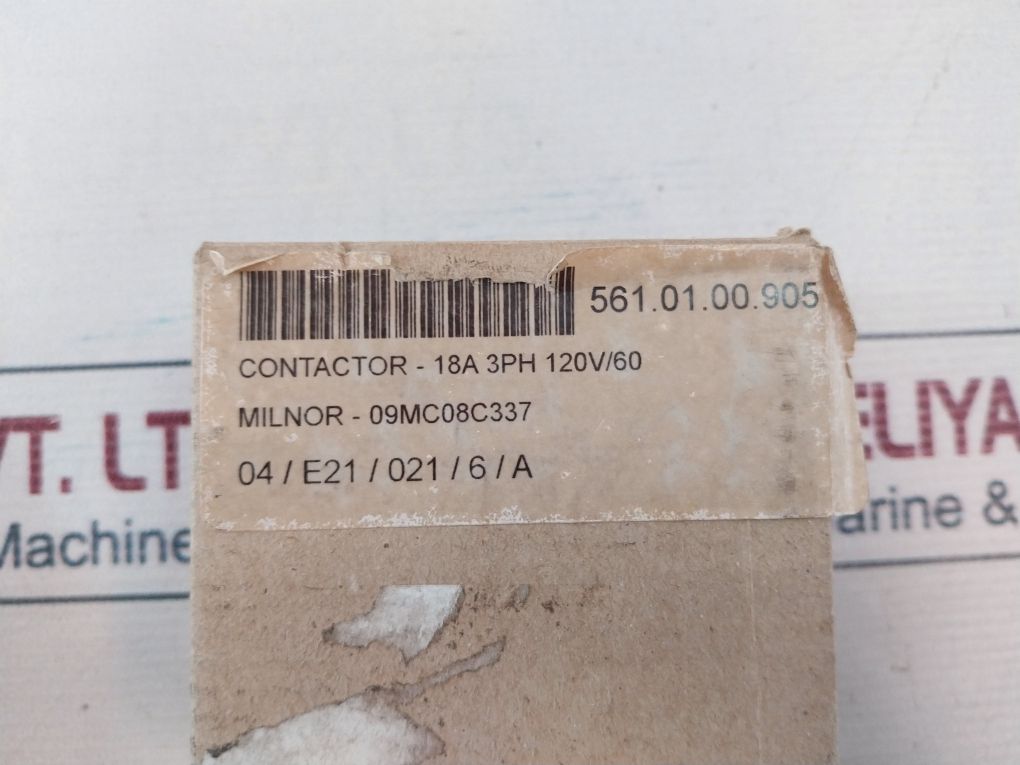 561.01.00.905
CONTACTOR - 18A 3PH 120V/60
MILNOR - 09MC08C337
04 / E21 / 021 / 6 / A
VT. LT
ELIYA
Machine
arine &